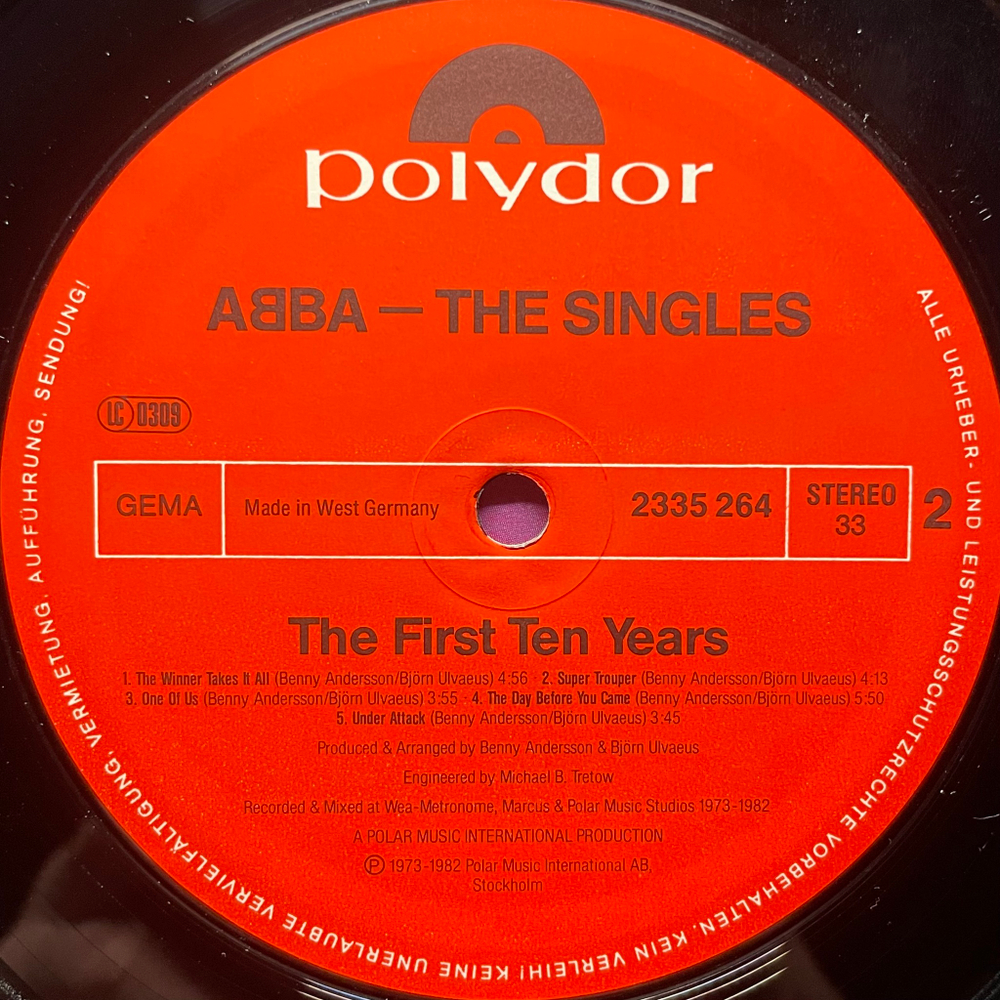 polydor
ABBA – THE SINGLES
LC 0309
GEMA
Made in West Germany
2335 264
STEREO
33
2
The First Ten Years
1. The Winner Takes It All (Benny Andersson/Björn Ulvaeus) 4:56 · 2. Super Trouper (Benny Andersson/Björn Ulvaeus) 4:13
3. One Of Us (Benny Andersson/Björn Ulvaeus) 3:55 · 4. The Day Before You Came (Benny Andersson/Björn Ulvaeus) 5:50
5. Under Attack (Benny Andersson/Björn Ulvaeus) 3:45
Produced & Arranged by Benny Andersson & Björn Ulvaeus
Engineered by Michael B. Tretow
Recorded & Mixed at Wea-Metronome, Marcus & Polar Music Studios 1973-1982
A POLAR MUSIC INTERNATIONAL PRODUCTION
℗ 1973-1982 Polar Music International AB,
Stockholm
ALLE URHEBER- UND LEISTUNGSSCHUTZRECHTE VORBEHALTEN. KEIN VERLEIH! KEINE UNERLAUBTE VERVIELFÄLTIGUNG, VERMIETUNG, AUFFÜHRUNG, SENDUNG!